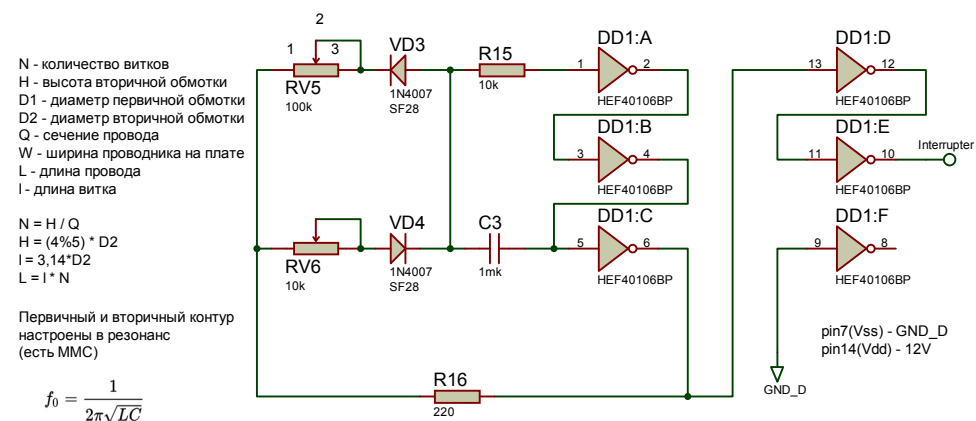 N - количество витков
H - высота вторичной обмотки
D1 - диаметр первичной обмотки
D2 - диаметр вторичной обмотки
Q - сечение провода
W - ширина проводника на плате
L - длина провода
l - длина витка
N = H / Q
H = (4%5) * D2
l = 3,14*D2
L = l * N
Первичный и вторичный контур
настроены в резонанс
(есть ММС)
f₀ = 1 / 2π√LC
2
1 3
RV5
100k
VD3
1N4007
SF28
R15
10k
DD1:A
1 2
HEF40106BP
DD1:B
3 4
HEF40106BP
RV6
10k
VD4
1N4007
SF28
C3
1mk
DD1:C
5 6
HEF40106BP
R16
220
DD1:D
13 12
HEF40106BP
DD1:E
11 10
HEF40106BP
Interrupter
DD1:F
9 8
HEF40106BP
GND_D
pin7(Vss) - GND_D
pin14(Vdd) - 12V